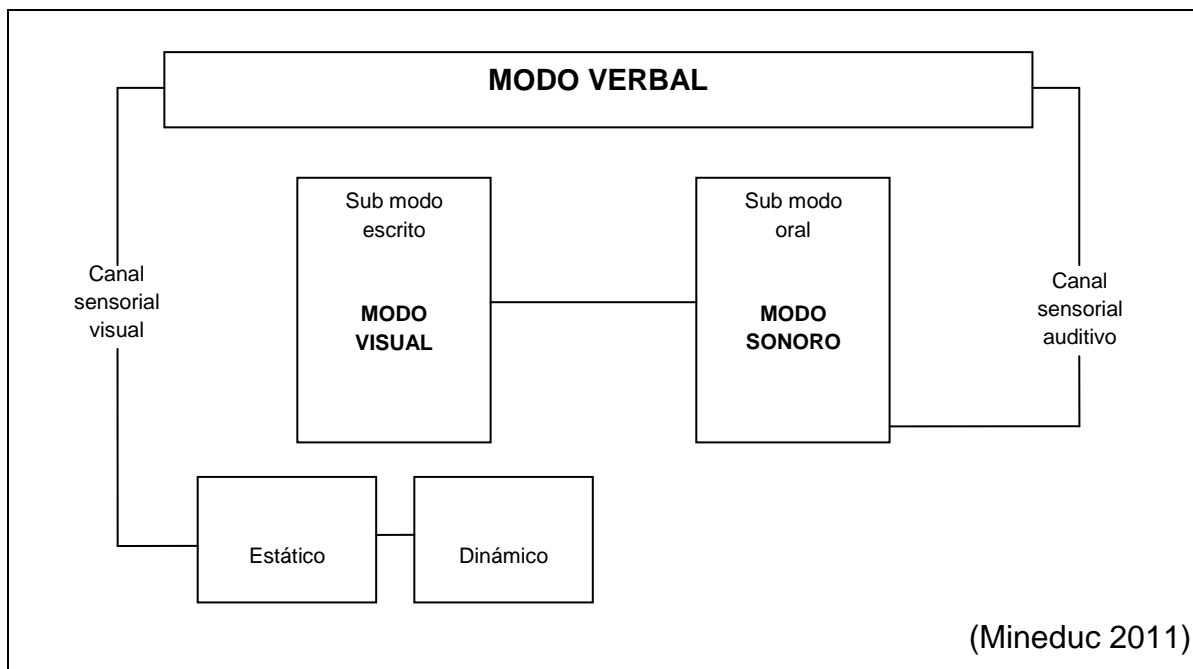 MODO VERBAL
Sub modo
escrito
MODO
VISUAL
Sub modo
oral
MODO
SONORO
Canal
sensorial
visual
Canal
sensorial
auditivo
Estático
Dinámico
(Mineduc 2011)